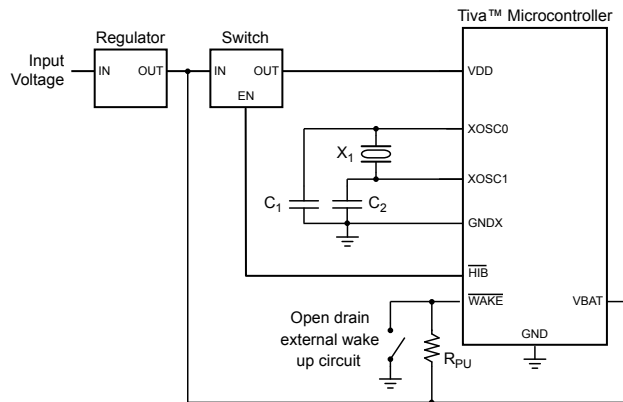 Tiva™ Microcontroller
Regulator
Switch
Input
Voltage
IN
OUT
IN
OUT
EN
VDD
XOSC0
X1
XOSC1
C1
C2
GNDX
HIB
WAKE
VBAT
Open drain
external wake
up circuit
RPU
GND